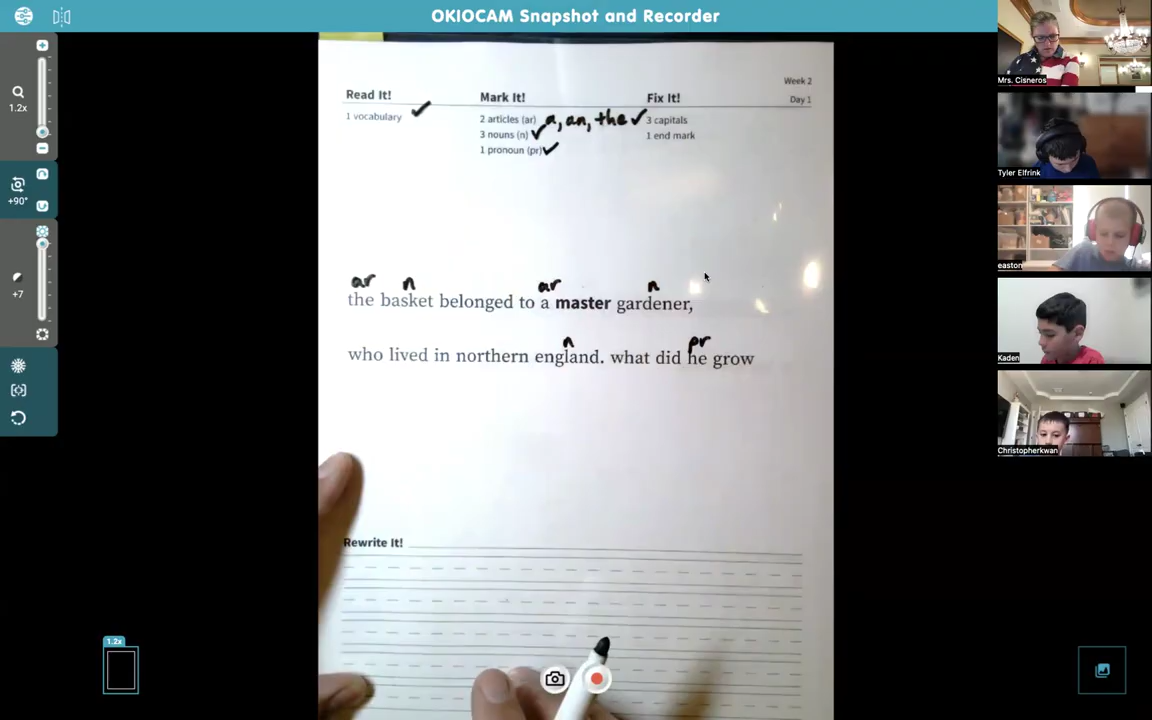 OKIOCAM Snapshot and Recorder
1.2x
+90°
+7
Week 2
Day 1
Read It!
1 vocabulary ✓
Mark It!
2 articles (ar) a, an, the ✓
3 nouns (n) ✓
1 pronoun (pr) ✓
Fix It!
3 capitals
1 end mark
ar n ar n
the basket belonged to a master gardener,
n pr
who lived in northern england. what did he grow
Rewrite It!
1.2x
Mrs. Cisneros
Tyler Elfrink
easton
Kaden
Christopherkwan